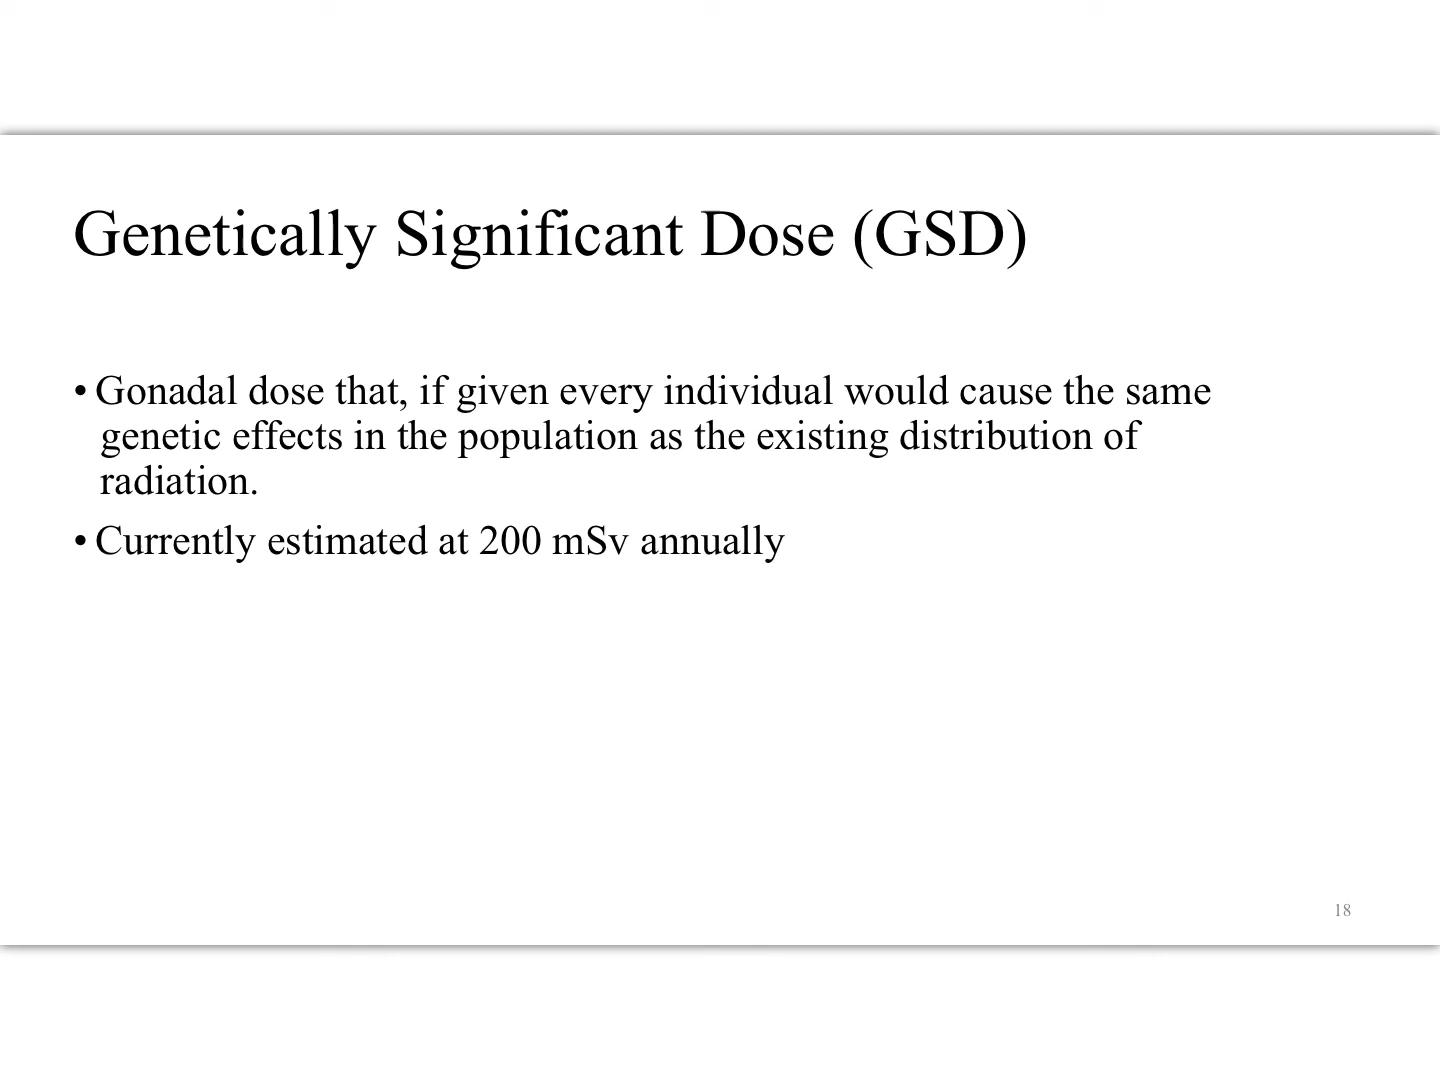 Genetically Significant Dose (GSD)
• Gonadal dose that, if given every individual would cause the same
genetic effects in the population as the existing distribution of
radiation.
• Currently estimated at 200 mSv annually
18